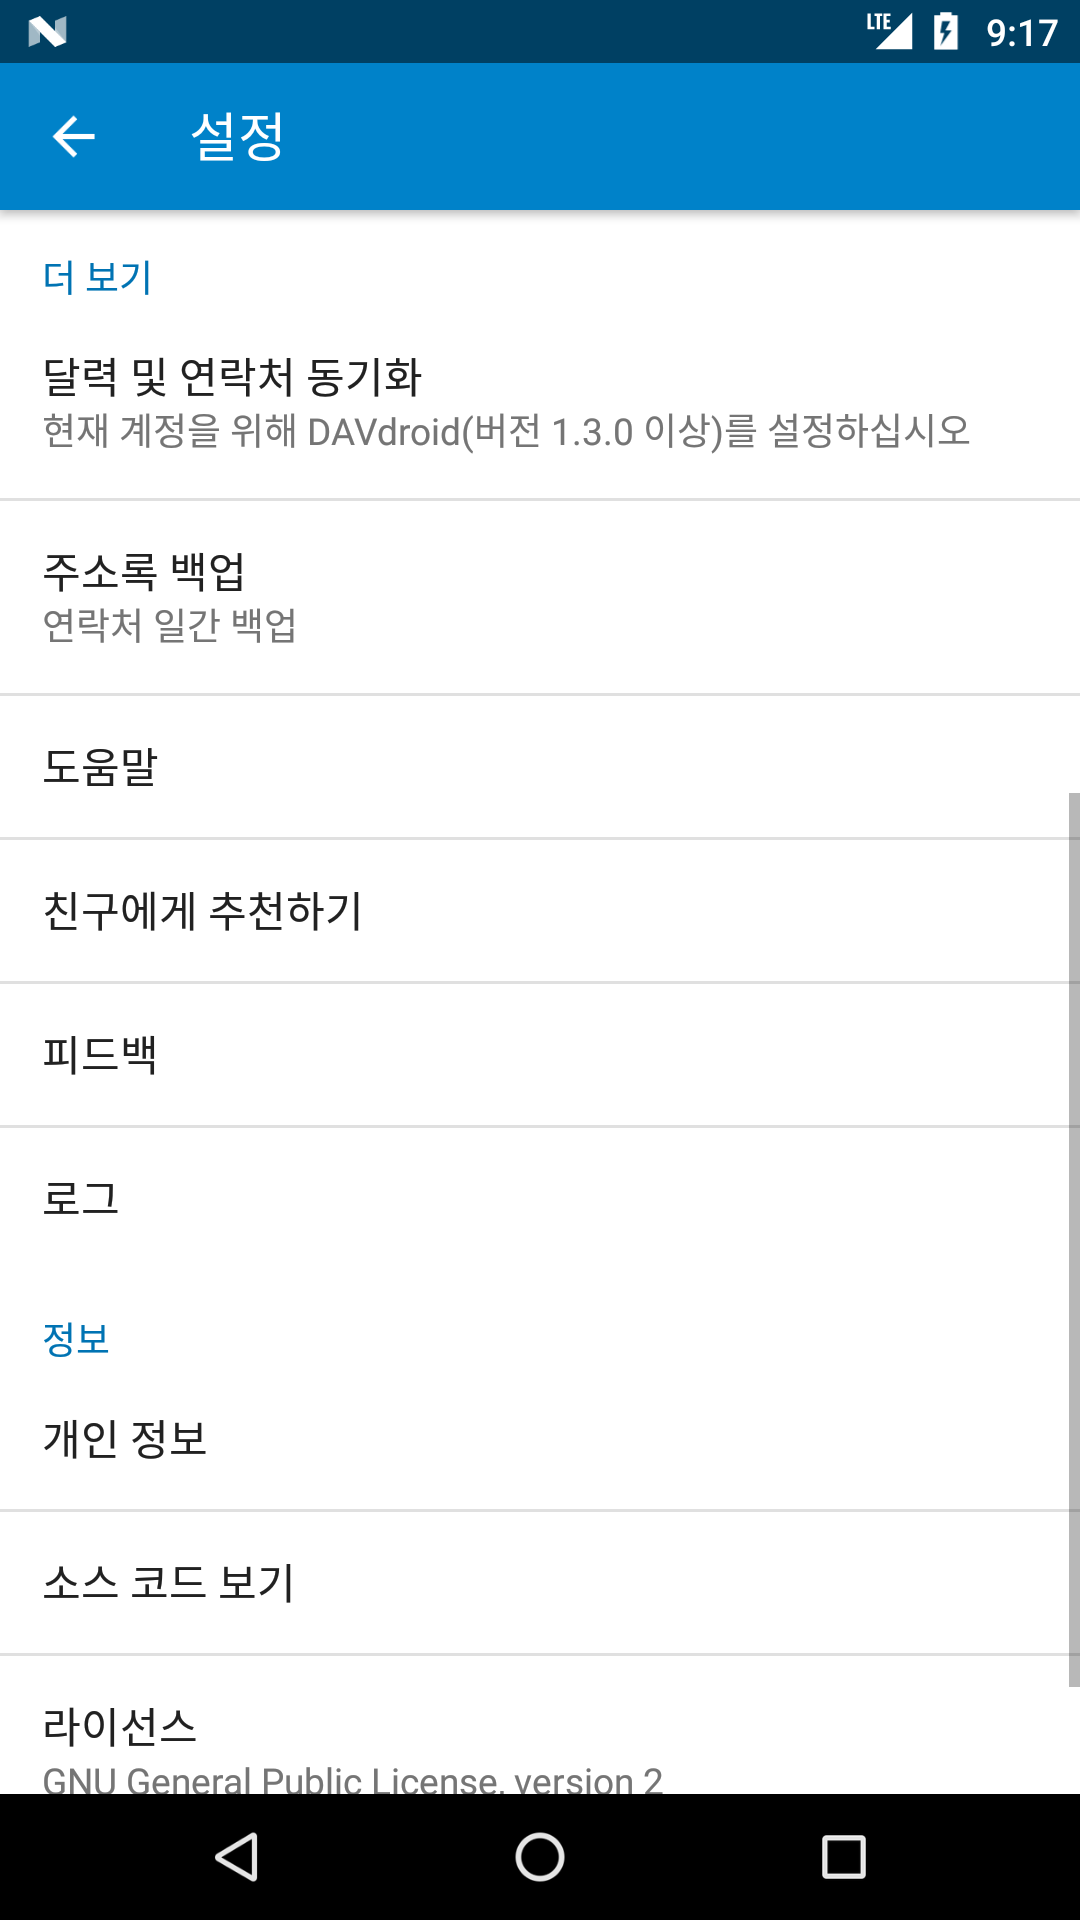 LTE 9:17
설정
더 보기
달력 및 연락처 동기화
현재 계정을 위해 DAVdroid(버전 1.3.0 이상)를 설정하십시오
주소록 백업
연락처 일간 백업
도움말
친구에게 추천하기
피드백
로그
정보
개인 정보
소스 코드 보기
라이선스
GNU General Public License, version 2